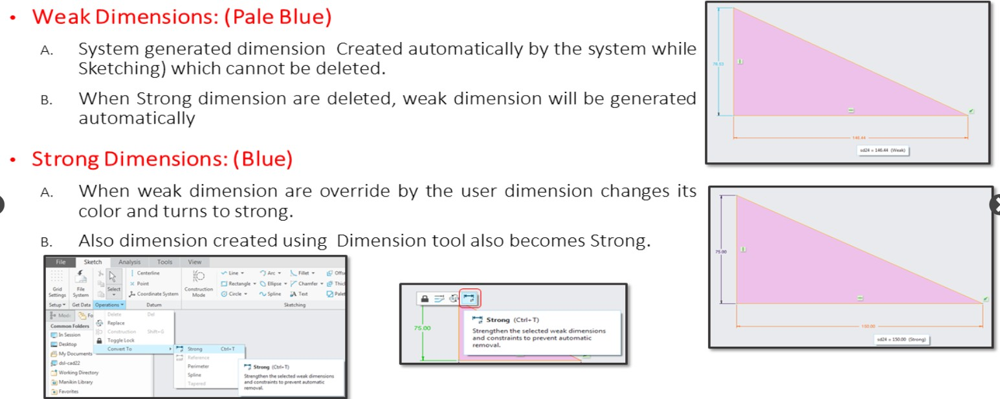 • Weak Dimensions: (Pale Blue)
A. System generated dimension Created automatically by the system while
Sketching) which cannot be deleted.
B. When Strong dimension are deleted, weak dimension will be generated
automatically
• Strong Dimensions: (Blue)
A. When weak dimension are override by the user dimension changes its
color and turns to strong.
B. Also dimension created using Dimension tool also becomes Strong.
146.44
sd24 = 146.44 (Weak)
75.00
150.00
sd24 = 150.00 (Strong)
File Sketch Analysis Tools View
Centerline Line Arc Fillet Offs
Point Rectangle Ellipse Chamfer Thic
Coordinate System Circle Spline Text Palet
Grid Settings
File System
Select
Construction Mode
Setup Get Data Operations Datum Sketching
Delete Del
Replace
Construction Shift+G
Toggle Lock
Convert To
Mod Fo
Common Folders
In Session
Desktop
My Documents
dsl-cad22
Working Directory
Manikin Library
Favorites
Strong Ctrl+T
Reference
Perimeter
Spline
Tapered
Strong (Ctrl+T)
Strengthen the selected weak dimensions
and constraints to prevent automatic
removal.
75.00
Strong (Ctrl+T)
Strengthen the selected weak dimensions
and constraints to prevent automatic
removal.